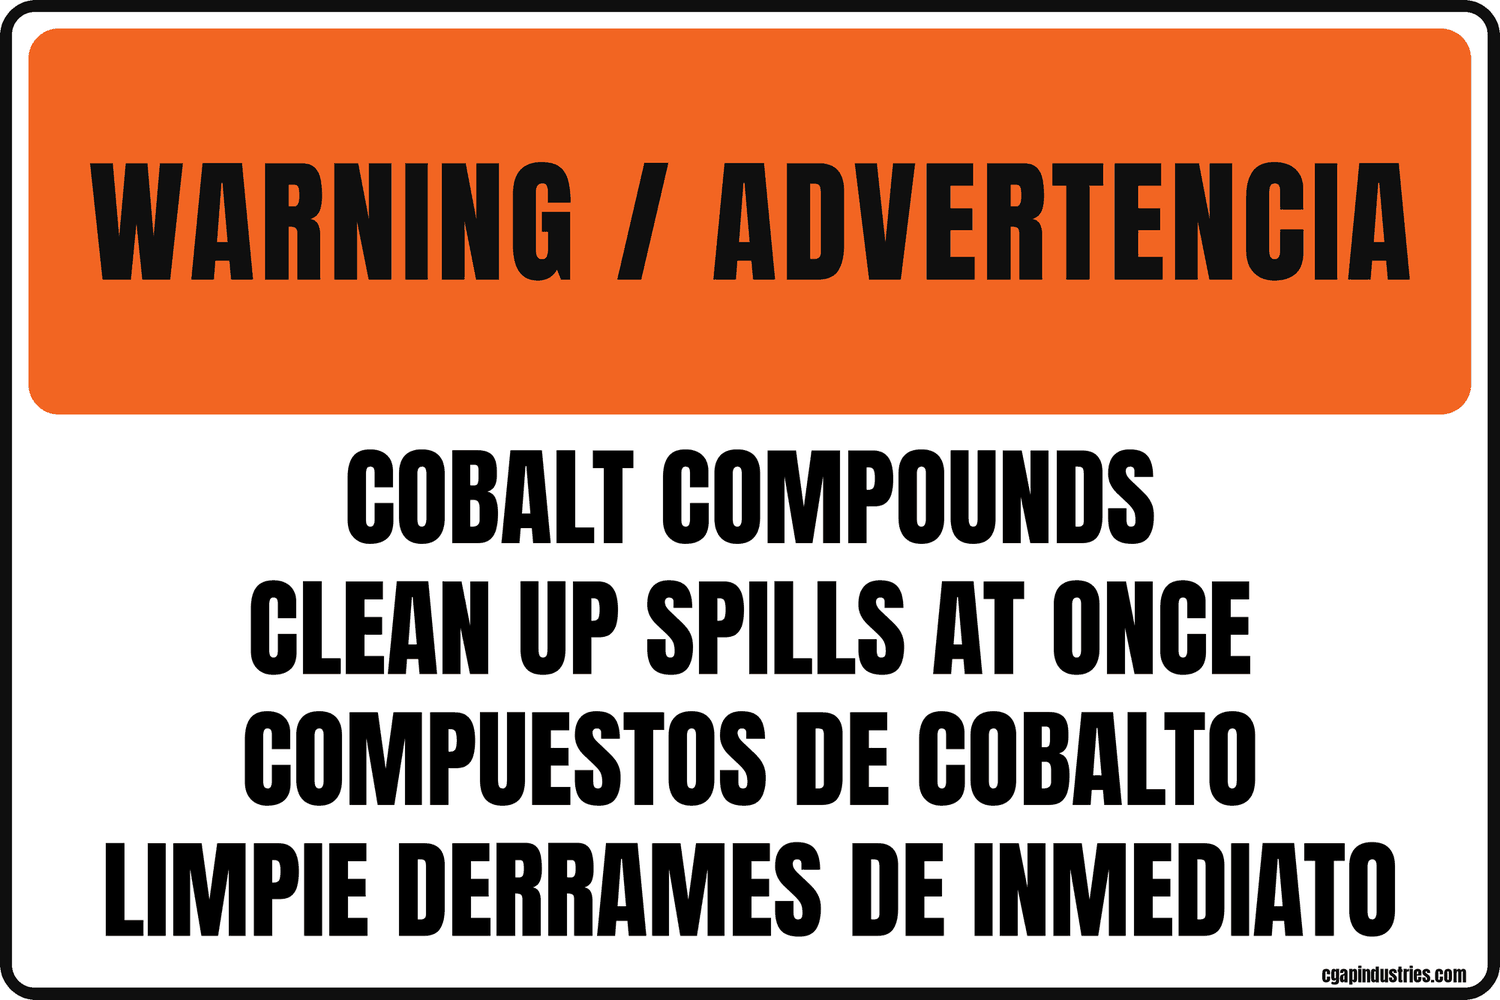 WARNING / ADVERTENCIA
COBALT COMPOUNDS
CLEAN UP SPILLS AT ONCE
COMPUESTOS DE COBALTO
LIMPIE DERRAMES DE INMEDIATO
cgapindustries.com